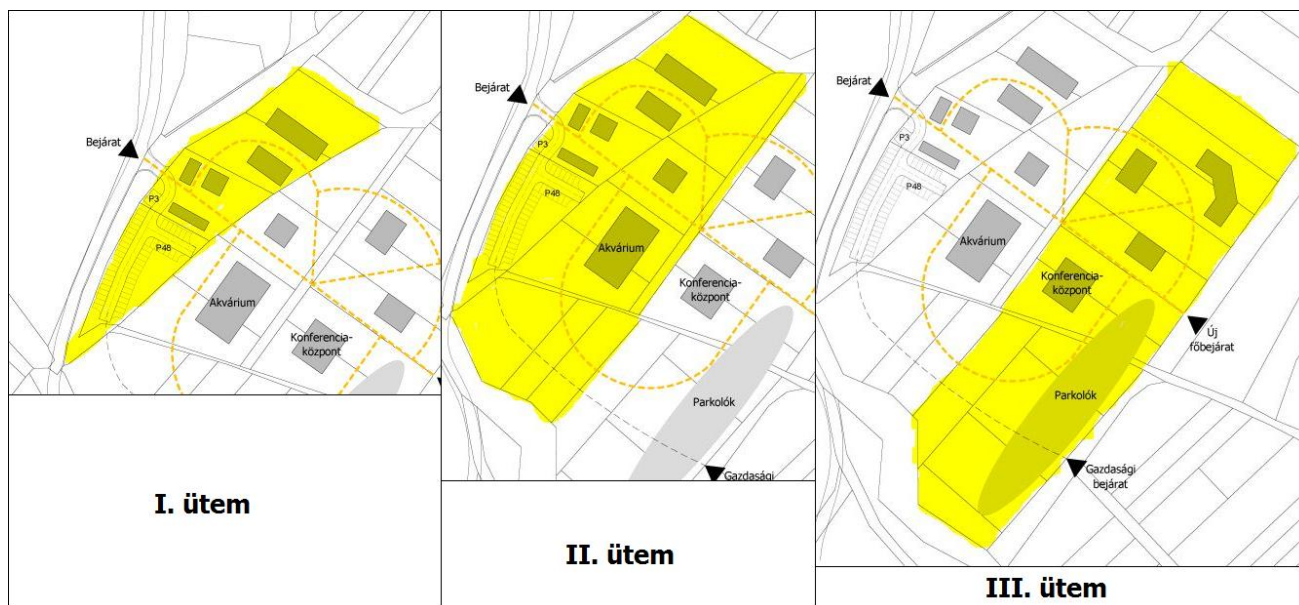 Bejárat
P3
P48
Akvárium
Konferencia-
központ
I. ütem
Bejárat
P3
P48
Akvárium
Konferencia-
központ
Parkolók
Gazdasági
II. ütem
Bejárat
P3
P48
Akvárium
Konferencia-
központ
Új
főbejárat
Parkolók
Gazdasági
bejárat
III. ütem